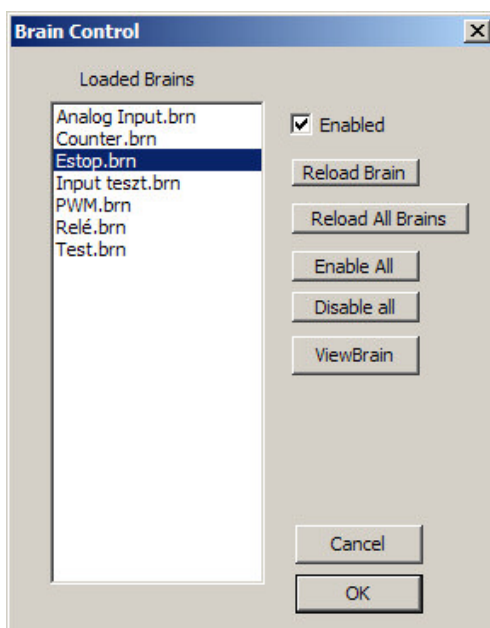 Brain Control
Loaded Brains
Analog Input.brn
Counter.brn
Estop.brn
Input teszt.brn
PWM.brn
Relé.brn
Test.brn
Enabled
Reload Brain
Reload All Brains
Enable All
Disable all
ViewBrain
Cancel
OK